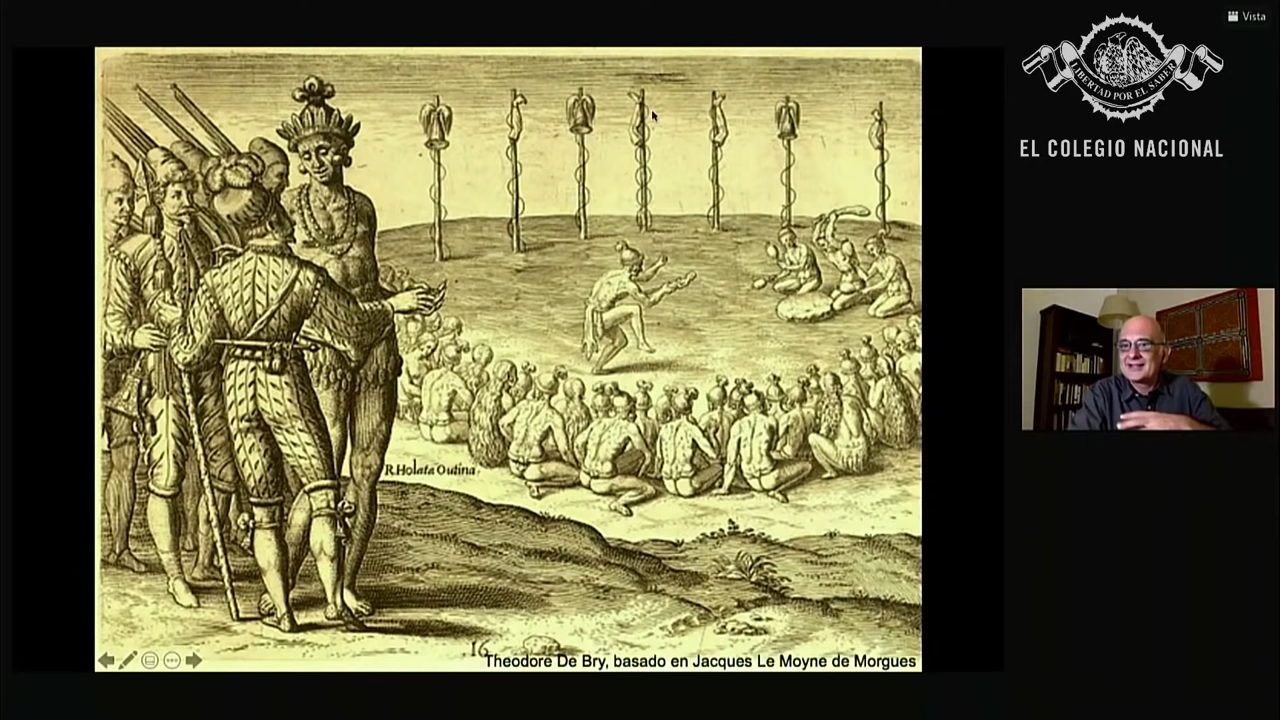 Vista
LIBERTAD POR EL SABER
EL COLEGIO NACIONAL
R. Holata Outina.
16
Theodore De Bry, basado en Jacques Le Moyne de Morgues